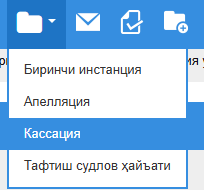 Биринчи инстанция
Апелляция
Кассация
Тафтиш судлов ҳайъати